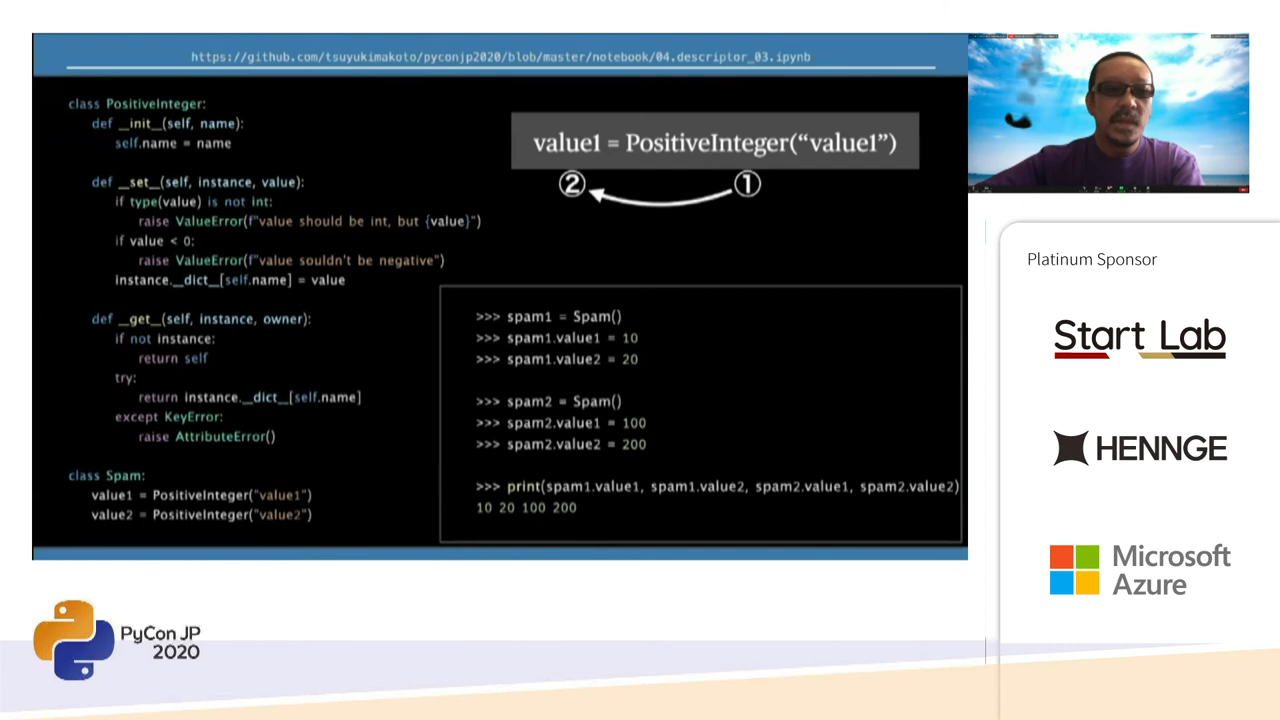 https://github.com/tsuyukimakoto/pyconjp2020/blob/master/notebook/04.descriptor_03.ipynb
class PositiveInteger:
def __init__(self, name):
self.name = name
def __set__(self, instance, value):
if type(value) is not int:
raise ValueError(f"value should be int, but {value}")
if value < 0:
raise ValueError(f"value souldn't be negative")
instance.__dict__[self.name] = value
def __get__(self, instance, owner):
if not instance:
return self
try:
return instance.__dict__[self.name]
except KeyError:
raise AttributeError()
class Spam:
value1 = PositiveInteger("value1")
value2 = PositiveInteger("value2")
value1 = PositiveInteger(“value1”)
② ①
>>> spam1 = Spam()
>>> spam1.value1 = 10
>>> spam1.value2 = 20
>>> spam2 = Spam()
>>> spam2.value1 = 100
>>> spam2.value2 = 200
>>> print(spam1.value1, spam1.value2, spam2.value1, spam2.value2)
10 20 100 200
Platinum Sponsor
Start Lab
HENNGE
Microsoft
Azure
PyCon JP
2020